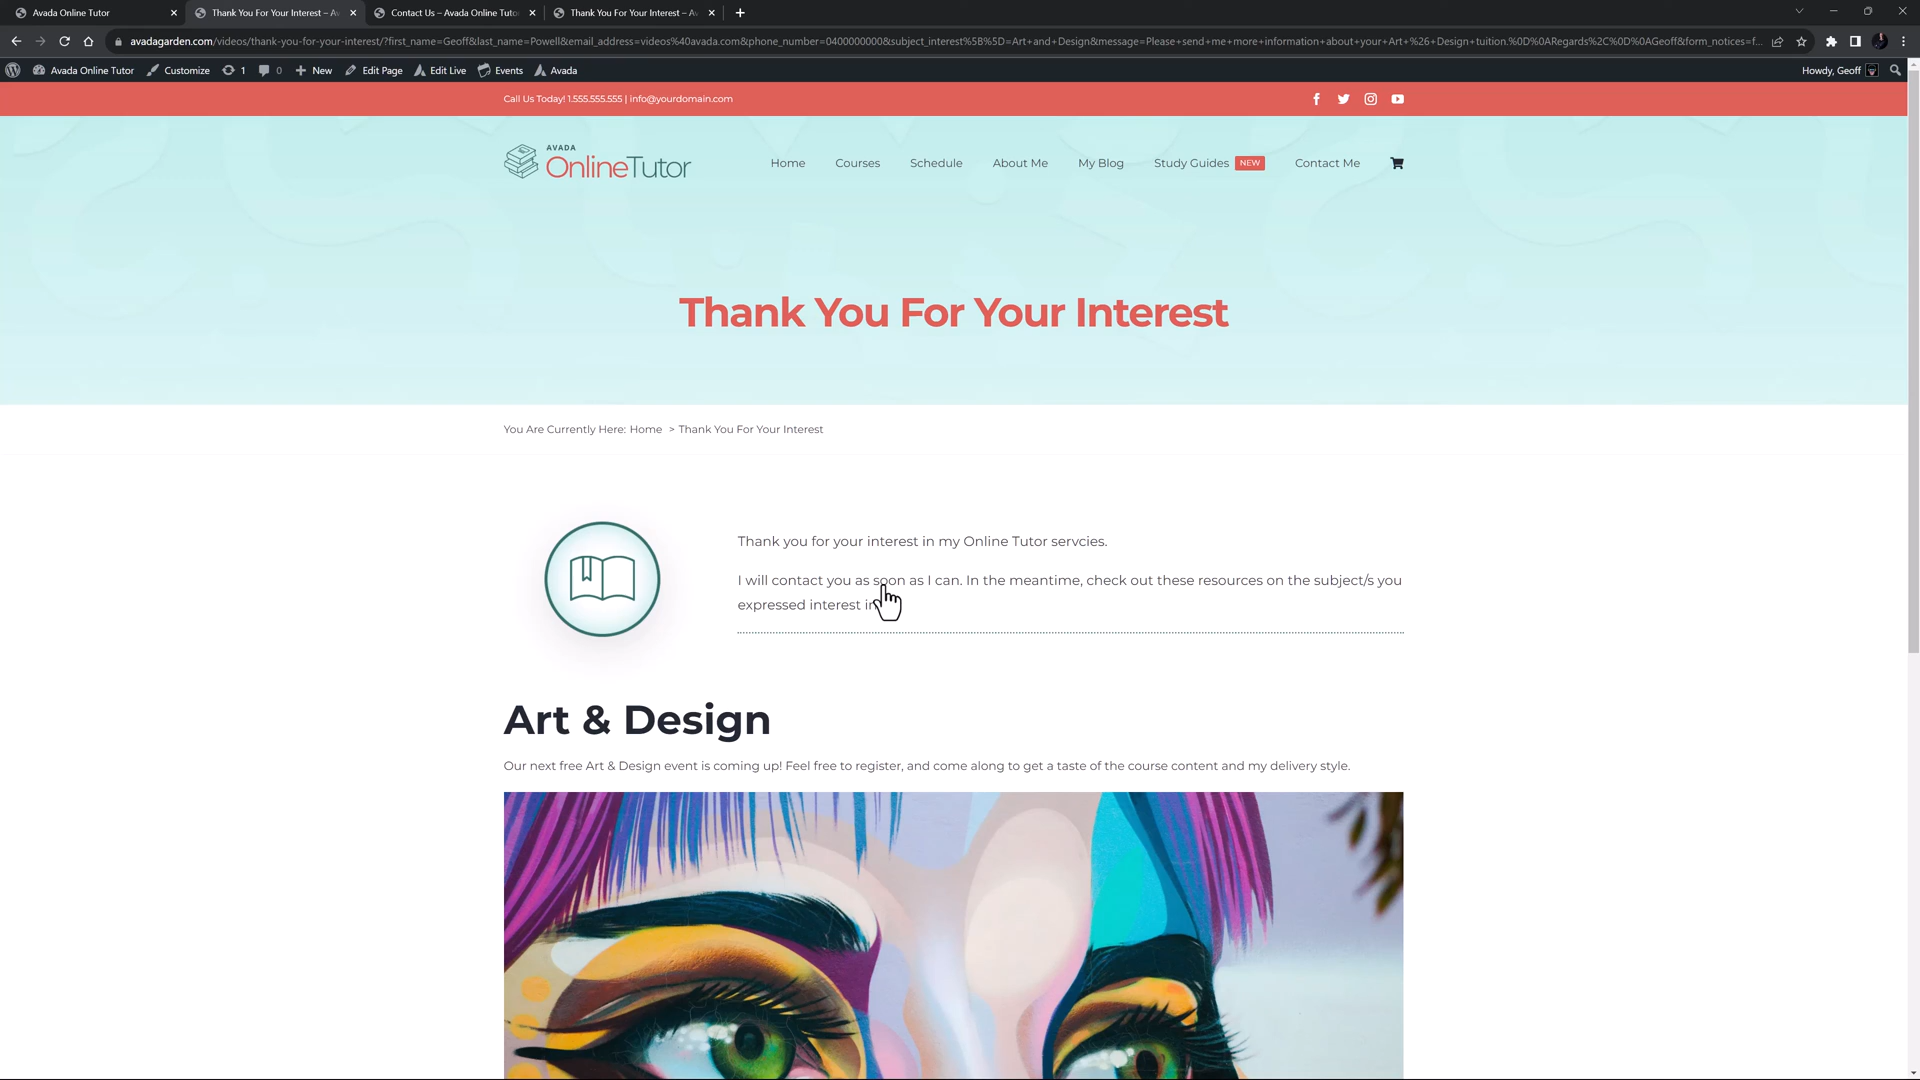 Avada Online Tutor
Thank You For Your Interest – A
Contact Us – Avada Online Tuto
Thank You For Your Interest – A
avadagarden.com/videos/thank-you-for-your-interest/?first_name=Geoff&last_name=Powell&email_address=videos%40avada.com&phone_number=0400000000&subject_interest%5B%5D=Art+and+Design&message=Please+send+me+more+information+about+your+Art+%26+Design+tuition.%0D%0ARegards%2C%0D%0AGeoff&form_notices=f...
Avada Online Tutor Customize 1 0 New Edit Page Edit Live Events Avada Howdy, Geoff
Call Us Today! 1.555.555.555 | info@yourdomain.com
AVADA
OnlineTutor
Home Courses Schedule About Me My Blog Study Guides NEW Contact Me
Thank You For Your Interest
You Are Currently Here: Home > Thank You For Your Interest
Thank you for your interest in my Online Tutor servcies.
I will contact you as soon as I can. In the meantime, check out these resources on the subject/s you
expressed interest in
Art & Design
Our next free Art & Design event is coming up! Feel free to register, and come along to get a taste of the course content and my delivery style.